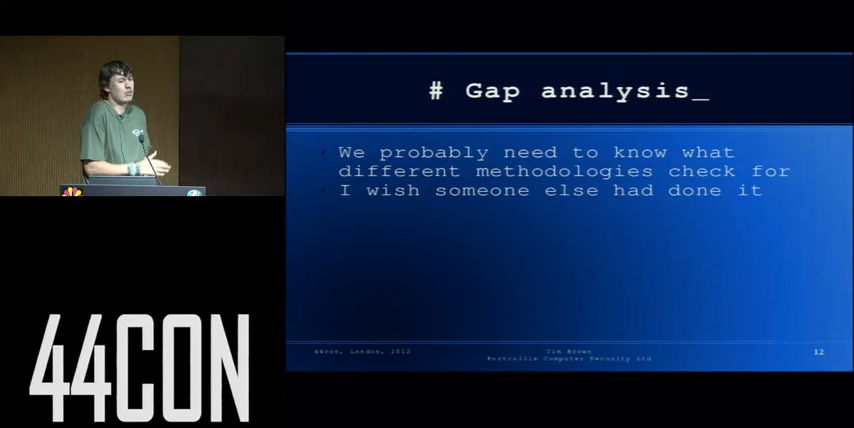 # Gap analysis_
We probably need to know what
different methodologies check for
I wish someone else had done it
44con, London, 2012
Tim Brown
Portcullis Computer Security Ltd
12
44CON